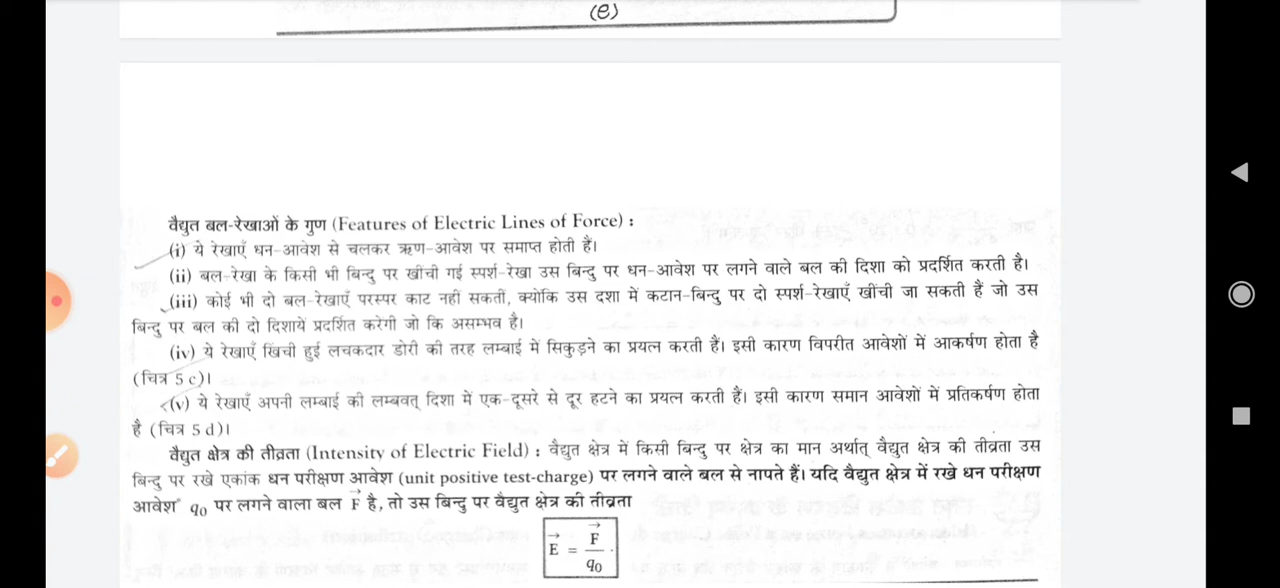 (e)
वैद्युत बल-रेखाओं के गुण (Features of Electric Lines of Force) :
(i) ये रेखाएँ धन-आवेश से चलकर ऋण-आवेश पर समाप्त होती हैं।
(ii) बल-रेखा के किसी भी बिन्दु पर खींची गई स्पर्श-रेखा उस बिन्दु पर धन-आवेश पर लगने वाले बल की दिशा को प्रदर्शित करती है।
(iii) कोई भी दो बल-रेखाएँ परस्पर काट नहीं सकतीं, क्योंकि उस दशा में कटान-बिन्दु पर दो स्पर्श-रेखाएँ खींची जा सकती हैं जो उस
बिन्दु पर बल की दो दिशायें प्रदर्शित करेंगी जो कि असम्भव है।
(iv) ये रेखाएँ खिंची हुई लचकदार डोरी की तरह लम्बाई में सिकुड़ने का प्रयत्न करती हैं। इसी कारण विपरीत आवेशों में आकर्षण होता है
(चित्र 5 c)।
(v) ये रेखाएँ अपनी लम्बाई की लम्बवत् दिशा में एक-दूसरे से दूर हटने का प्रयत्न करती हैं। इसी कारण समान आवेशों में प्रतिकर्षण होता
है (चित्र 5 d)।
वैद्युत क्षेत्र की तीव्रता (Intensity of Electric Field) : वैद्युत क्षेत्र में किसी बिन्दु पर क्षेत्र का मान अर्थात् वैद्युत क्षेत्र की तीव्रता उस
बिन्दु पर रखे एकांक धन परीक्षण आवेश (unit positive test-charge) पर लगने वाले बल से नापते हैं। यदि वैद्युत क्षेत्र में रखे धन परीक्षण
आवेश q₀ पर लगने वाला बल F⃗ है, तो उस बिन्दु पर वैद्युत क्षेत्र की तीव्रता
E⃗ = F⃗ / q₀